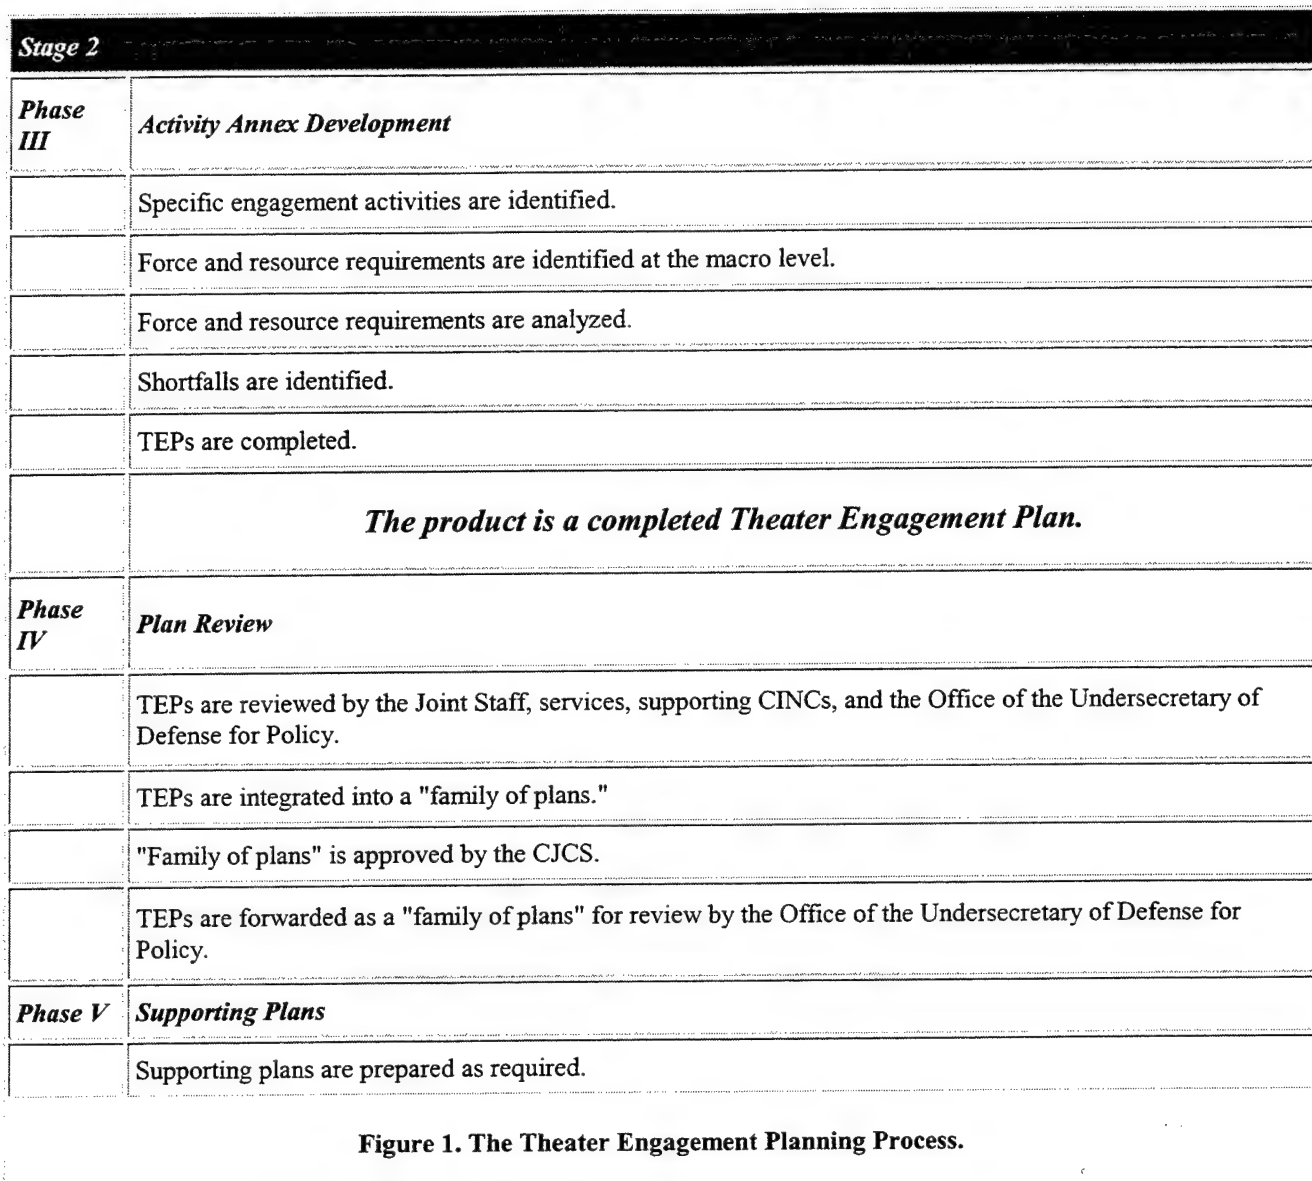 Stage 2
Phase
III
Activity Annex Development
Specific engagement activities are identified.
Force and resource requirements are identified at the macro level.
Force and resource requirements are analyzed.
Shortfalls are identified.
TEPs are completed.
The product is a completed Theater Engagement Plan.
Phase
IV
Plan Review
TEPs are reviewed by the Joint Staff, services, supporting CINCs, and the Office of the Undersecretary of
Defense for Policy.
TEPs are integrated into a "family of plans."
"Family of plans" is approved by the CJCS.
TEPs are forwarded as a "family of plans" for review by the Office of the Undersecretary of Defense for
Policy.
Phase V
Supporting Plans
Supporting plans are prepared as required.
Figure 1. The Theater Engagement Planning Process.